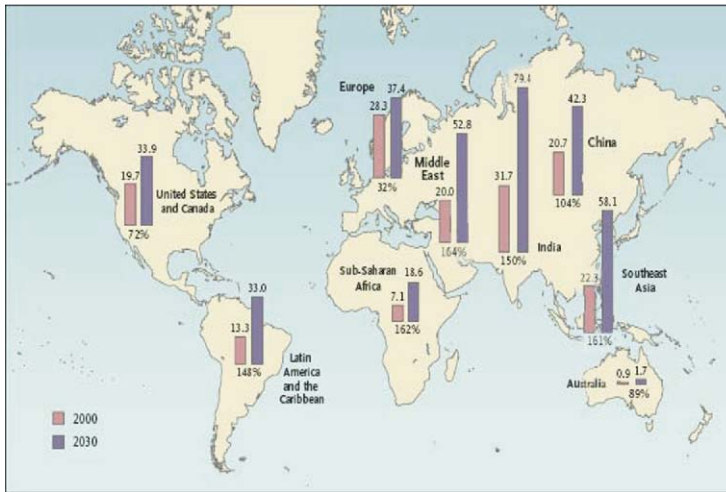 Europe
28.3
37.4
32%
79.4
42.3
20.7
China
104%
52.8
Middle
East
20.0
164%
31.7
India
150%
33.9
19.7
United States
and Canada
72%
58.1
22.3
Southeast
Asia
161%
Sub-Saharan
Africa
18.6
7.1
162%
33.0
13.3
148%
Latin
America
and the
Caribbean
Australia
0.9
1.7
89%
2000
2030